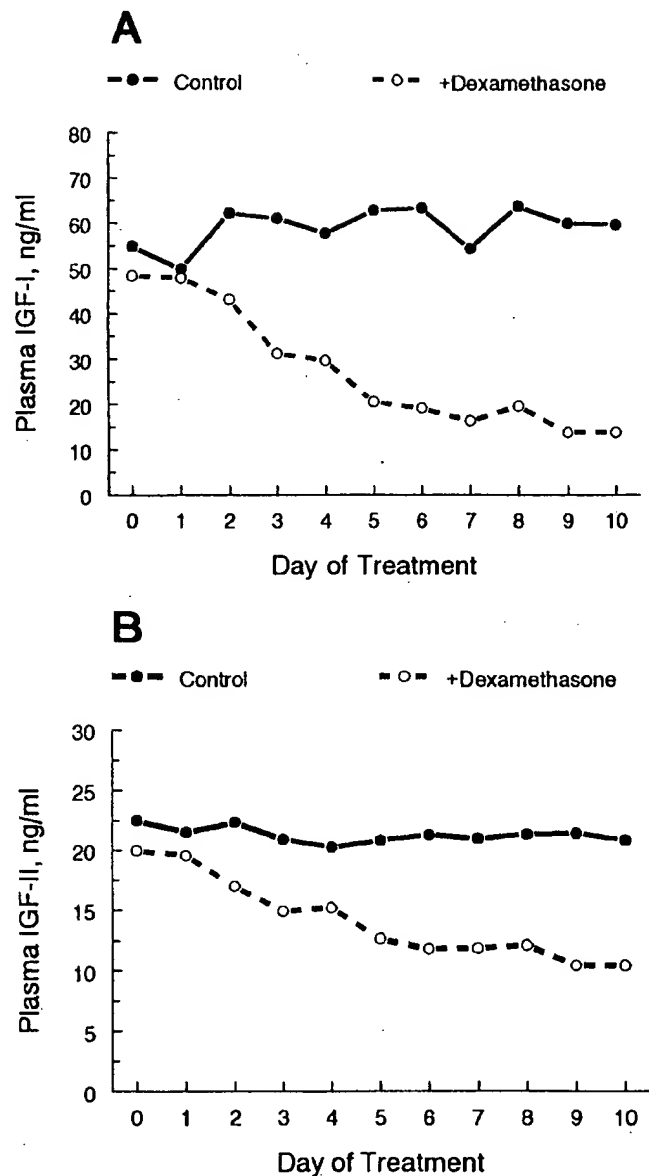 A
Control +Dexamethasone
80
70
60
50
40
30
20
10
0
Plasma IGF-I, ng/ml
0 1 2 3 4 5 6 7 8 9 10
Day of Treatment
B
Control +Dexamethasone
30
25
20
15
10
5
0
Plasma IGF-II, ng/ml
0 1 2 3 4 5 6 7 8 9 10
Day of Treatment